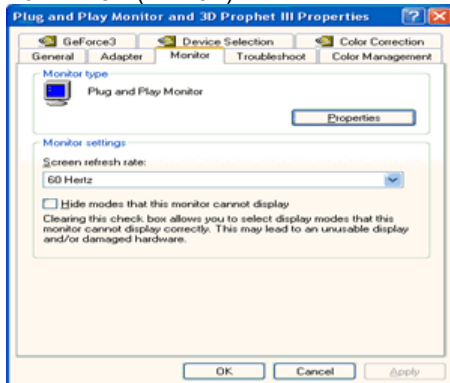 Plug and Play Monitor and 3D Prophet III Properties
GeForce3 Device Selection Color Correction
General Adapter Monitor Troubleshoot Color Management
Monitor type
Plug and Play Monitor
Properties
Monitor settings
Screen refresh rate:
60 Hertz
Hide modes that this monitor cannot display
Clearing this check box allows you to select display modes that this
monitor cannot display correctly. This may lead to an unusable display
and/or damaged hardware.
OK Cancel Apply